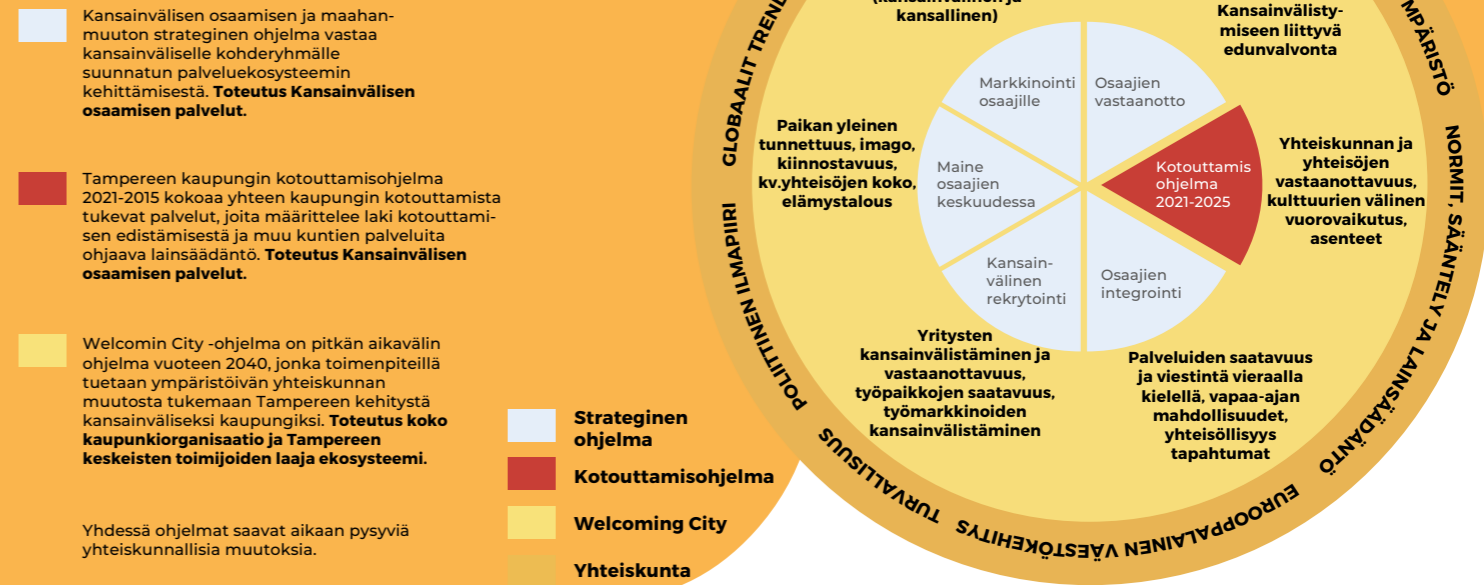 Kansainvälisen osaamisen ja maahan-
muuton strateginen ohjelma vastaa
kansainväliselle kohderyhmälle
suunnatun palveluekosysteemin
kehittämisestä. Toteutus Kansainvälisen
osaamisen palvelut.
Tampereen kaupungin kotouttamisohjelma
2021-2015 kokoaa yhteen kaupungin kotouttamista
tukevat palvelut, joita määrittelee laki kotouttami-
sen edistämisestä ja muu kuntien palveluita
ohjaava lainsäädäntö. Toteutus Kansainvälisen
osaamisen palvelut.
Welcomin City -ohjelma on pitkän aikavälin
ohjelma vuoteen 2040, jonka toimenpiteillä
tuetaan ympäristöivän yhteiskunnan
muutosta tukemaan Tampereen kehitystä
kansainväliseksi kaupungiksi. Toteutus koko
kaupunkiorganisaatio ja Tampereen
keskeisten toimijoiden laaja ekosysteemi.
Yhdessä ohjelmat saavat aikaan pysyviä
yhteiskunnallisia muutoksia.
Strateginen
ohjelma
Kotouttamisohjelma
Welcoming City
Yhteiskunta
(kansainvälinen ja
kansallinen)
Kansainvälisty-
miseen liittyvä
edunvalvonta
Markkinointi
osaajille
Osaajien
vastaanotto
Paikan yleinen
tunnettuus, imago,
kiinnostavuus,
kv.yhteisöjen koko,
elämystalous
Maine
osaajien
keskuudessa
Kotouttamis
ohjelma
2021-2025
Yhteiskunnan ja
yhteisöjen
vastaanottavuus,
kulttuurien välinen
vuorovaikutus,
asenteet
Kansain-
välinen
rekrytointi
Osaajien
integrointi
Yritysten
kansainvälistäminen ja
vastaanottavuus,
työpaikkojen saatavuus,
työmarkkinoiden
kansainvälistäminen
Palveluiden saatavuus
ja viestintä vieraalla
kielellä, vapaa-ajan
mahdollisuudet,
yhteisöllisyys
tapahtumat
GLOBAALIT TREND
POLIITTINEN ILMAPIIRI
TURVALLISUUS
EUROOPPALAINEN VÄESTÖKEHITYS
NORMIT, SÄÄNTELY JA LAINSÄÄDÄNTÖ
MPÄRISTÖ